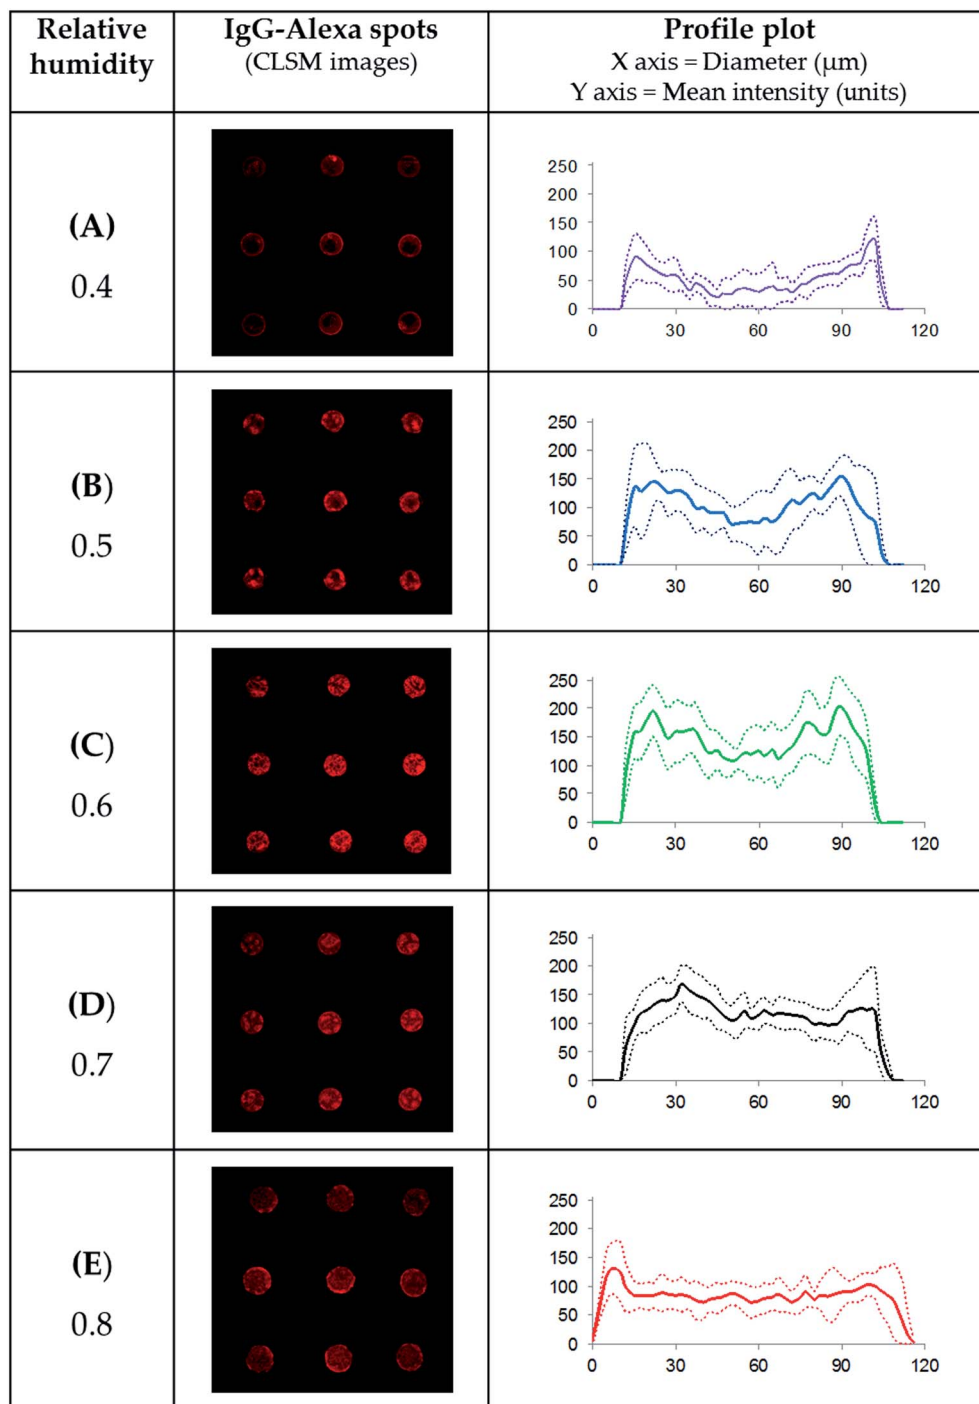 Relative humidity
IgG-Alexa spots
(CLSM images)
Profile plot
X axis = Diameter (µm)
Y axis = Mean intensity (units)
(A)
0.4
250
200
150
100
50
0
0 30 60 90 120
(B)
0.5
250
200
150
100
50
0
0 30 60 90 120
(C)
0.6
250
200
150
100
50
0
0 30 60 90 120
(D)
0.7
250
200
150
100
50
0
0 30 60 90 120
(E)
0.8
250
200
150
100
50
0
0 30 60 90 120